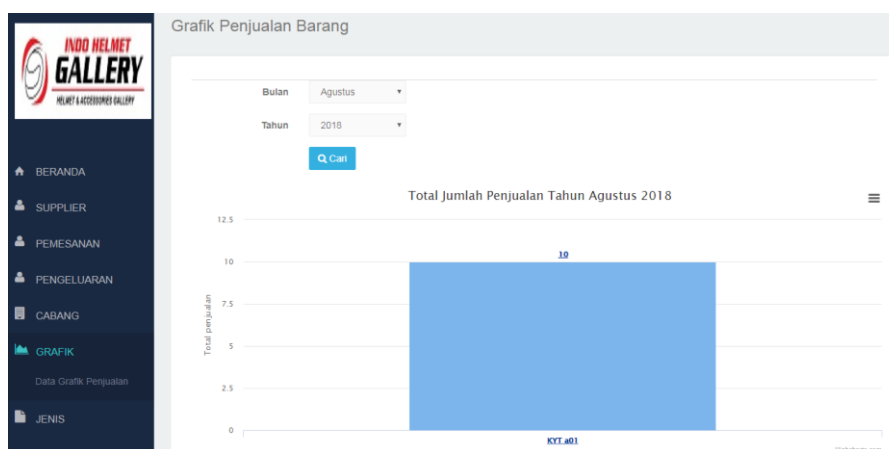 INDO HELMET
GALLERY
HELMET & ACCESSORIES GALLERY
BERANDA
SUPPLIER
PEMESANAN
PENGELUARAN
CABANG
GRAFIK
Data Grafik Penjualan
JENIS
Grafik Penjualan Barang
Bulan Agustus
Tahun 2018
Cari
Total Jumlah Penjualan Tahun Agustus 2018
Total penjualan
12.5
10
7.5
5
2.5
0
10
KYT a01